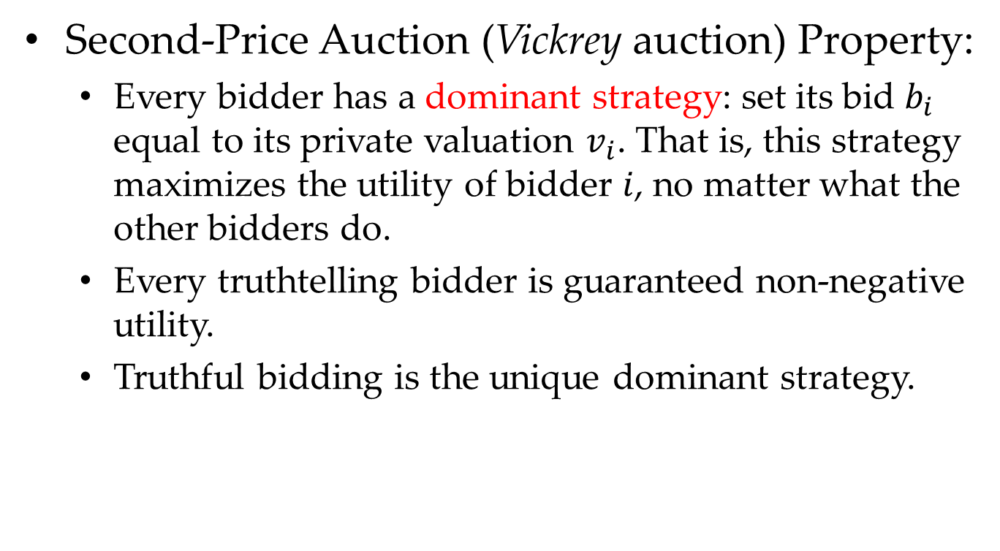 • Second-Price Auction (Vickrey auction) Property:
• Every bidder has a dominant strategy: set its bid bᵢ
equal to its private valuation vᵢ. That is, this strategy
maximizes the utility of bidder i, no matter what the
other bidders do.
• Every truthtelling bidder is guaranteed non-negative
utility.
• Truthful bidding is the unique dominant strategy.